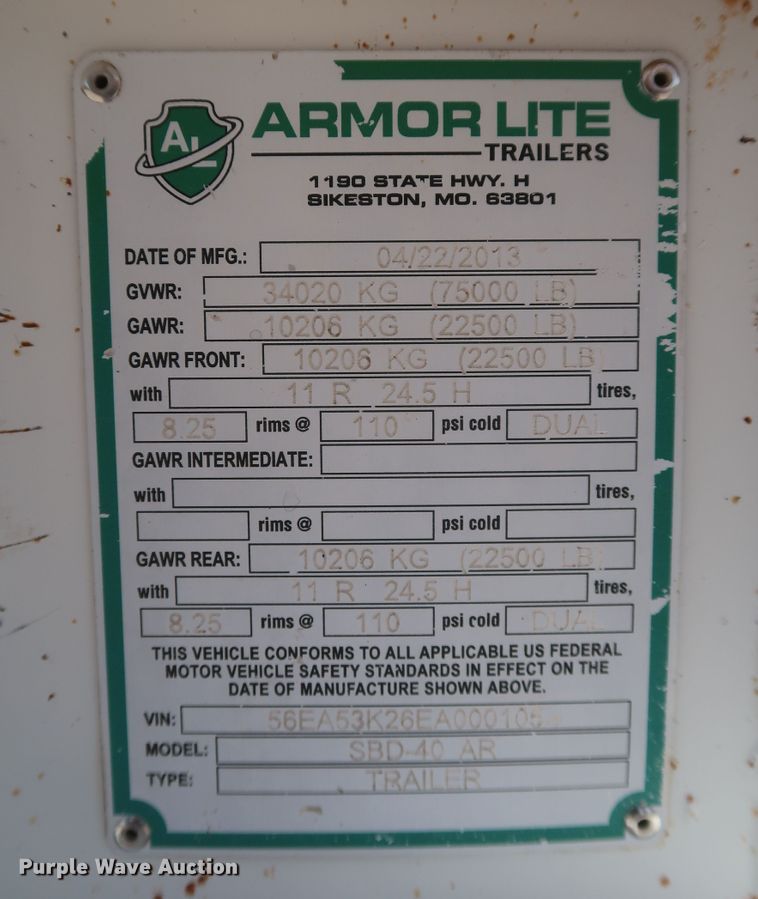 AL
ARMOR LITE
TRAILERS
1190 STATE HWY. H
SIKESTON, MO. 63801
DATE OF MFG.: 04/22/2013
GVWR: 34020 KG (75000 LB)
GAWR: 10206 KG (22500 LB)
GAWR FRONT: 10206 KG (22500 LB)
with 11 R 24.5 H tires,
8.25 rims @ 110 psi cold DUAL
GAWR INTERMEDIATE:
with tires,
rims @ psi cold
GAWR REAR: 10206 KG (22500 LB)
with 11 R 24.5 H tires,
8.25 rims @ 110 psi cold DUAL
THIS VEHICLE CONFORMS TO ALL APPLICABLE US FEDERAL
MOTOR VEHICLE SAFETY STANDARDS IN EFFECT ON THE
DATE OF MANUFACTURE SHOWN ABOVE.
VIN: 56EA53K26EA000105
MODEL: SBD-40 AR
TYPE: TRAILER
Purple Wave Auction